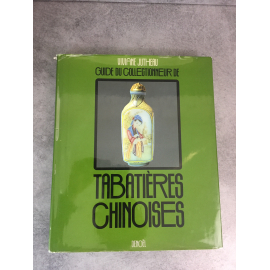 VIVIANE JUTHEAU
GUIDE DU COLLECTIONNEUR DE
TABATIÈRES
CHINOISES
DENOËL